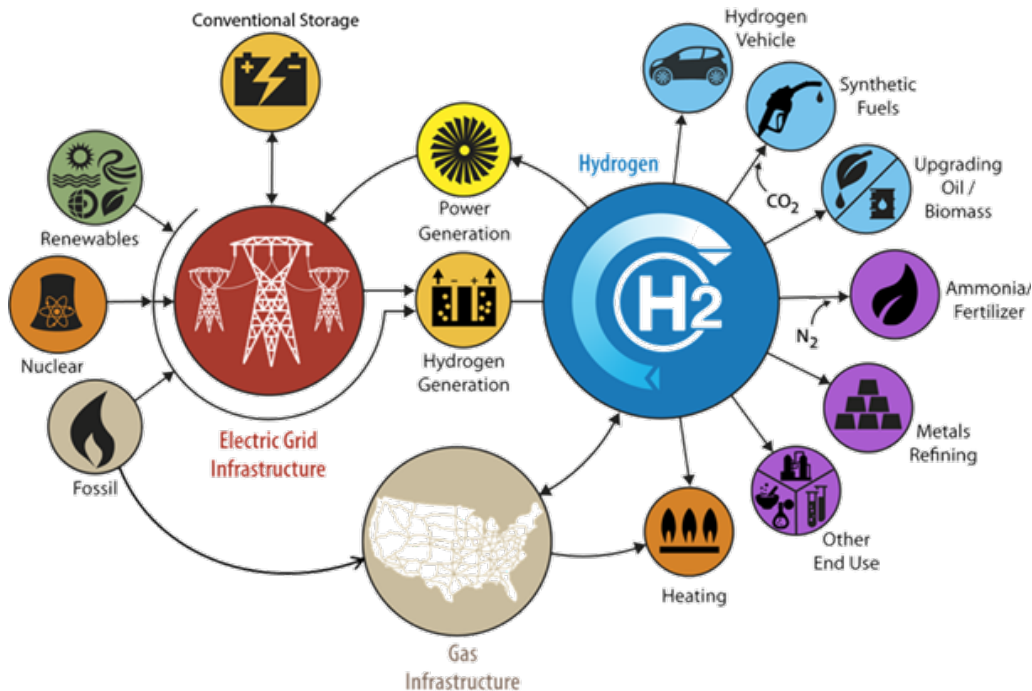 Conventional Storage
+ -
Renewables
Nuclear
Fossil
Electric Grid
Infrastructure
Power
Generation
- +
Hydrogen
Generation
Hydrogen
H2
Hydrogen
Vehicle
Synthetic
Fuels
CO2
Upgrading
Oil /
Biomass
Ammonia/
Fertilizer
N2
Metals
Refining
Other
End Use
Heating
Gas
Infrastructure